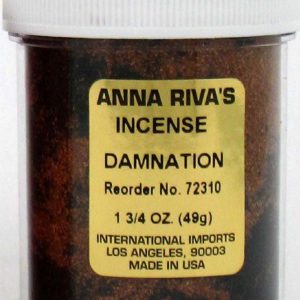 ANNA RIVA'S
INCENSE
DAMNATION
Reorder No. 72310
1 3/4 OZ. (49g)
INTERNATIONAL IMPORTS
LOS ANGELES, 90003
MADE IN USA